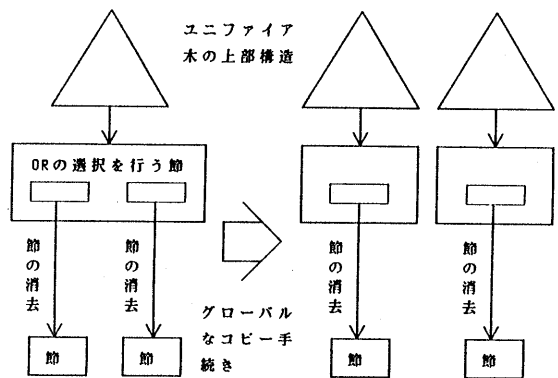 ユニファイア
木の上部構造
ORの選択を行う節
節の消去
節の消去
節の消去
節の消去
グローバル
なコピー手
続き
節
節
節
節